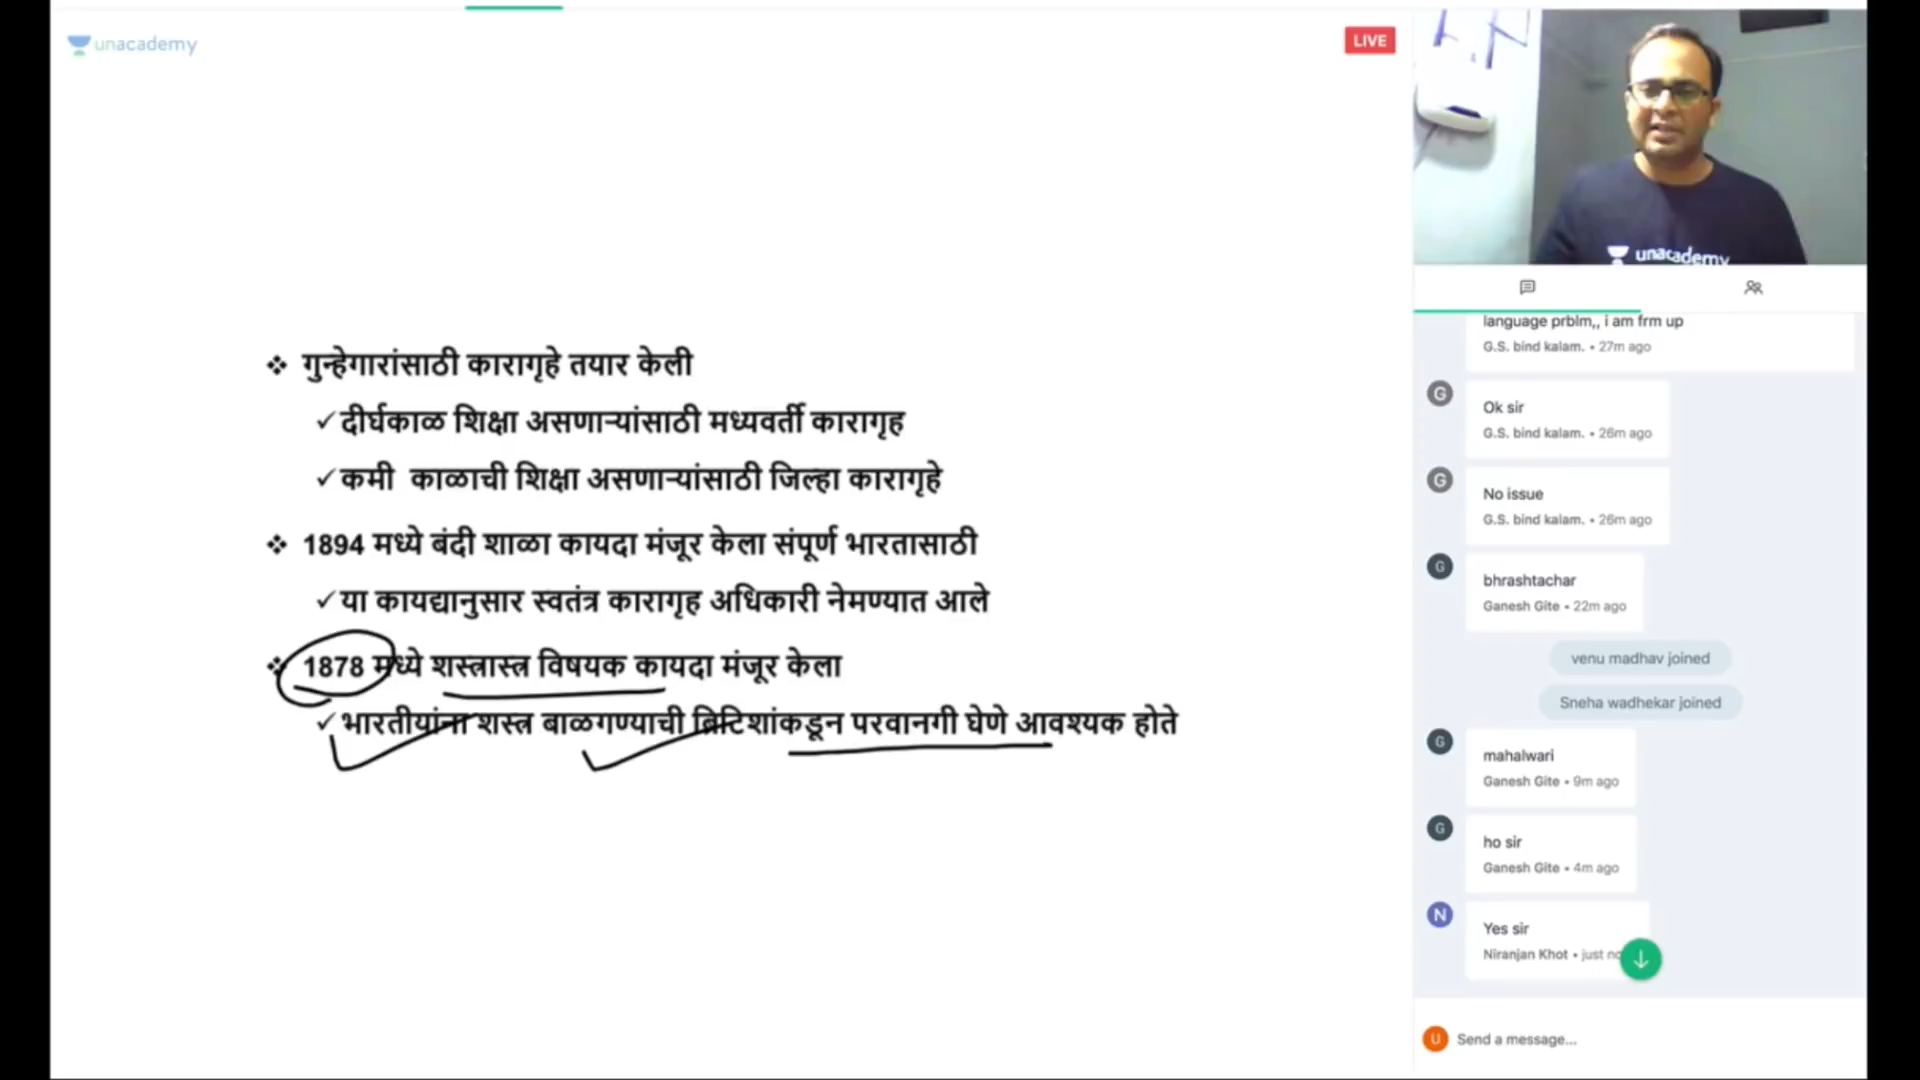 unacademy
LIVE
❖ गुन्हेगारांसाठी कारागृहे तयार केली
✓दीर्घकाळ शिक्षा असणाऱ्यांसाठी मध्यवर्ती कारागृह
✓कमी काळाची शिक्षा असणाऱ्यांसाठी जिल्हा कारागृहे
❖ 1894 मध्ये बंदी शाळा कायदा मंजूर केला संपूर्ण भारतासाठी
✓या कायद्यानुसार स्वतंत्र कारागृह अधिकारी नेमण्यात आले
❖ 1878 मध्ये शस्त्रास्त्र विषयक कायदा मंजूर केला
✓भारतीयांना शस्त्र बाळगण्याची ब्रिटिशांकडून परवानगी घेणे आवश्यक होते
unacademy
language prblm,, i am frm up
G.S. bind kalam. • 27m ago
G
Ok sir
G.S. bind kalam. • 26m ago
G
No issue
G.S. bind kalam. • 26m ago
G
bhrashtachar
Ganesh Gite • 22m ago
venu madhav joined
Sneha wadhekar joined
G
mahalwari
Ganesh Gite • 9m ago
G
ho sir
Ganesh Gite • 4m ago
N
Yes sir
Niranjan Khot • just
U
Send a message...